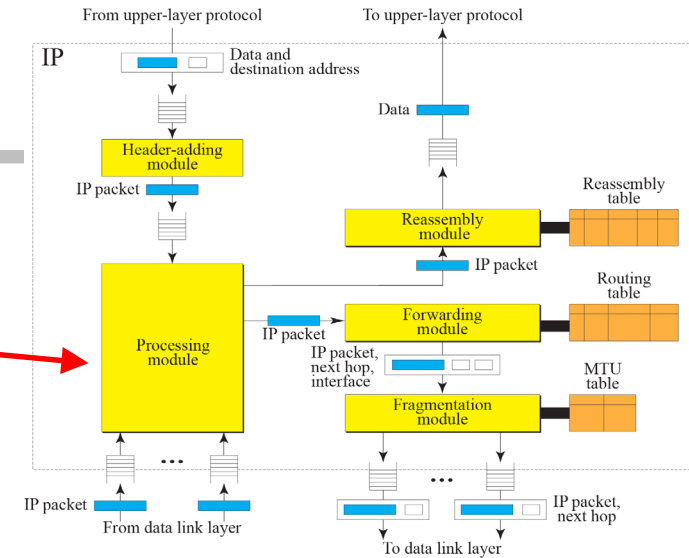 From upper-layer protocol
To upper-layer protocol
IP
Data and
destination address
Data
Header-adding
module
IP packet
Reassembly
table
Reassembly
module
IP packet
Routing
table
Processing
module
IP packet
Forwarding
module
IP packet,
next hop,
interface
MTU
table
Fragmentation
module
...
...
IP packet
From data link layer
IP packet,
next hop
To data link layer